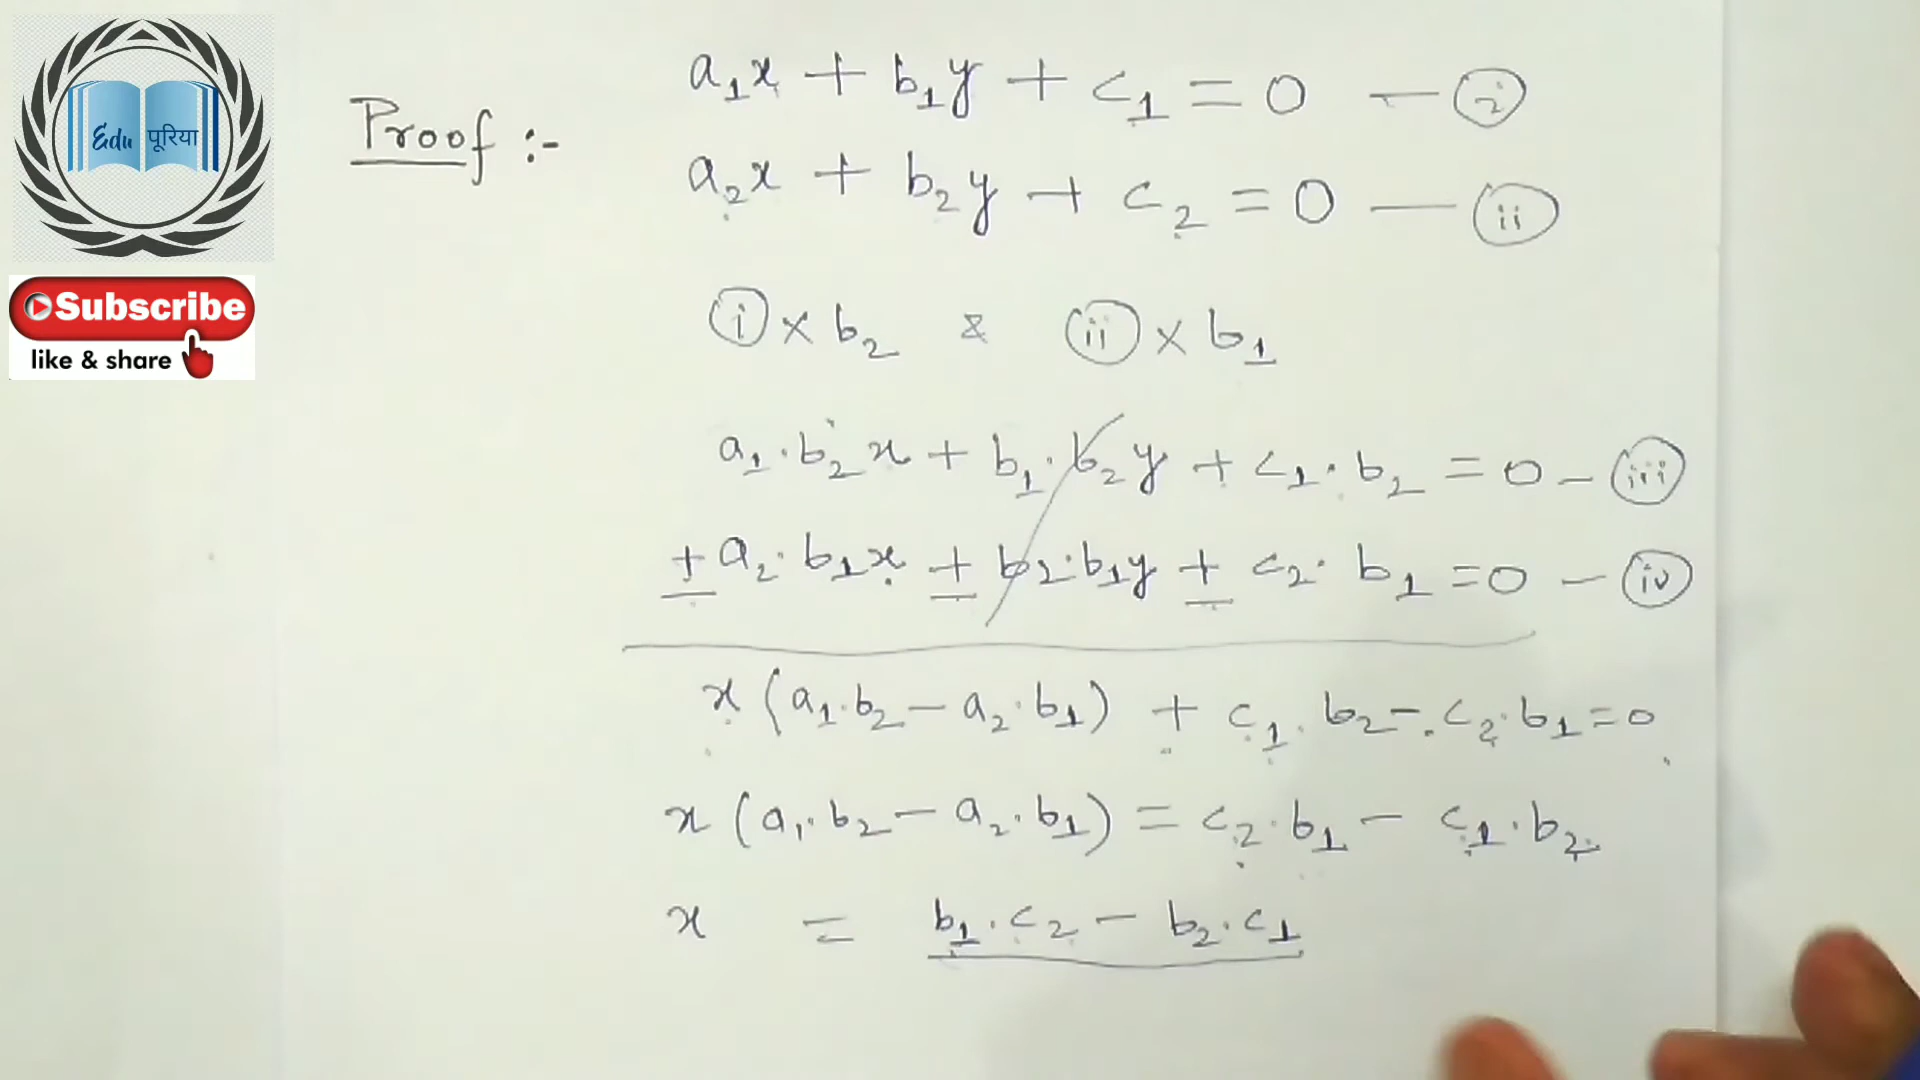 Edu पूरिया
Subscribe
like & share
Proof :-
a₁x + b₁y + c₁ = 0 — (i)
a₂x + b₂y + c₂ = 0 — (ii)
(i) × b₂ & (ii) × b₁
a₁·b₂x + b₁·b₂y + c₁·b₂ = 0 — (iii)
± a₂·b₁x ± b₂·b₁y ± c₂·b₁ = 0 — (iv)
x (a₁·b₂ − a₂·b₁) + c₁·b₂ − c₂·b₁ = 0
x (a₁·b₂ − a₂·b₁) = c₂·b₁ − c₁·b₂
x = b₁·c₂ − b₂·c₁